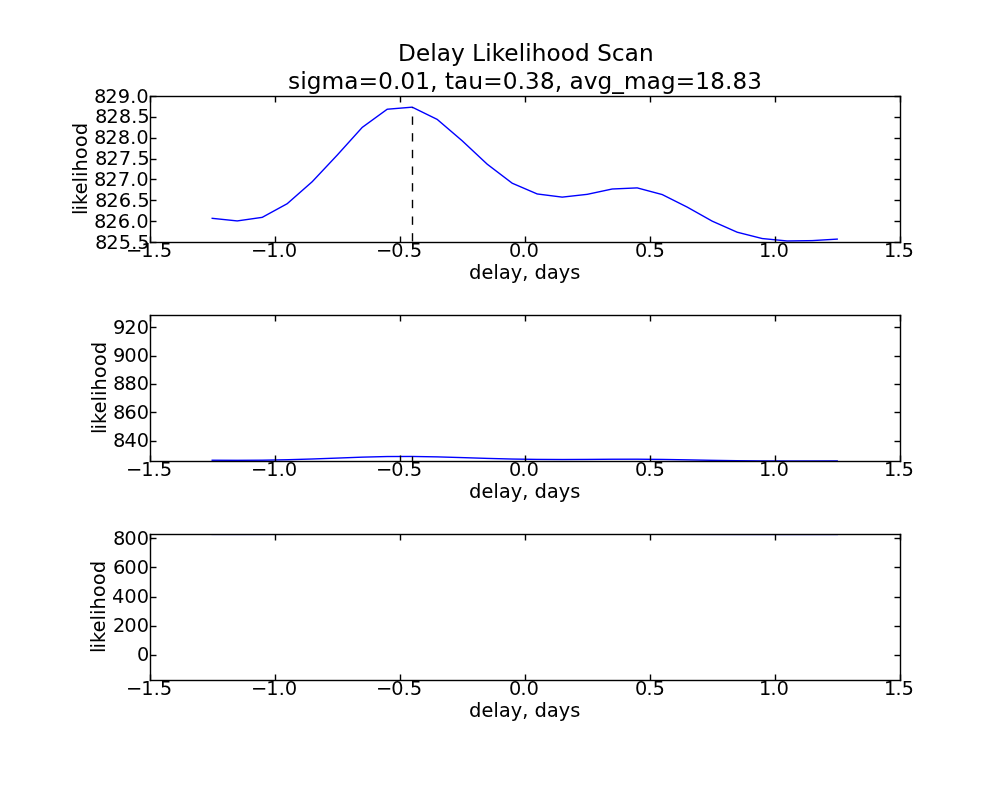 Delay Likelihood Scan
sigma=0.01, tau=0.38, avg_mag=18.83
829.0
828.5
828.0
827.5
827.0
826.5
826.0
825.5
likelihood
−1.5 −1.0 −0.5 0.0 0.5 1.0 1.5
delay, days
920
900
880
860
840
likelihood
−1.5 −1.0 −0.5 0.0 0.5 1.0 1.5
delay, days
800
600
400
200
0
likelihood
−1.5 −1.0 −0.5 0.0 0.5 1.0 1.5
delay, days